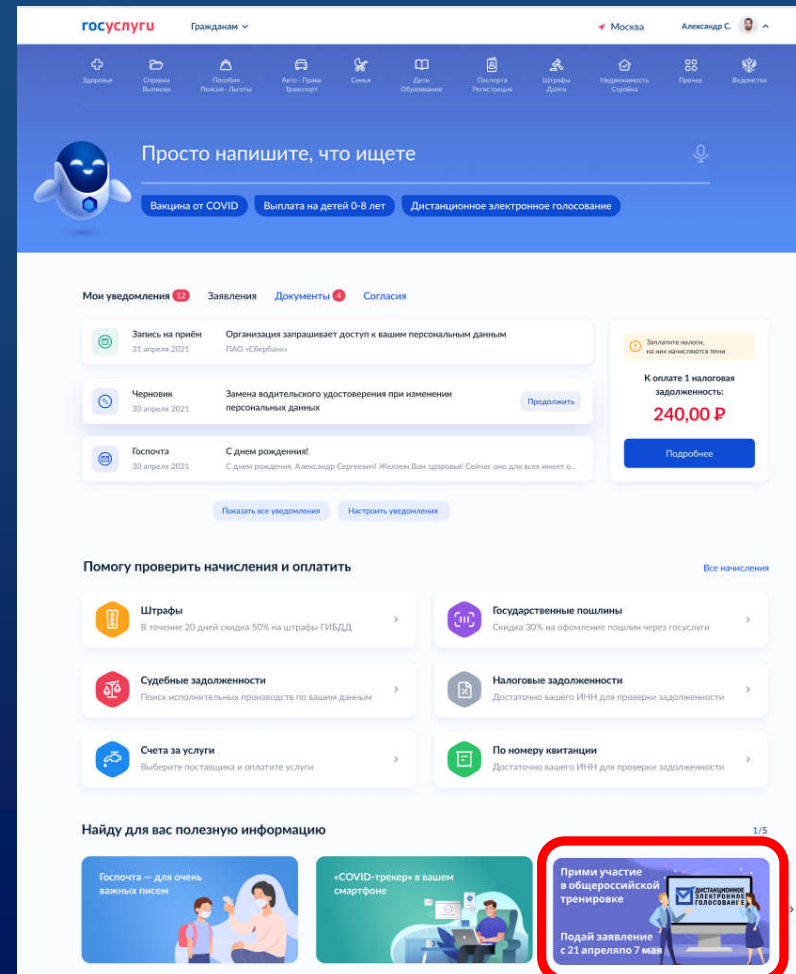 госуслуги
Гражданам
Москва
Александр С.
Здоровье
Справки
Выписки
Пособия
Пенсия - Льготы
Авто - Права
Транспорт
Семья
Дети
Образование
Паспорта
Регистрация
Штрафы
Долги
Недвижимость
Стройка
Прочее
Ведомства
Просто напишите, что ищете
Вакцина от COVID
Выплата на детей 0-8 лет
Дистанционное электронное голосование
Мои уведомления 12
Заявления
Документы 4
Согласия
Запись на приём
31 апреля 2021
Организация запрашивает доступ к вашим персональным данным
ПАО «Сбербанк»
Черновик
30 апреля 2021
Замена водительского удостоверения при изменении
персональных данных
Продолжить
Госпочта
30 апреля 2021
С днем рожденния!
С днем рождения, Александр Сергеевич! Желаем Вам здоровья! Сейчас оно для всех имеет о...
Показать все уведомления
Настроить уведомления
Заплатите налоги,
на них начисляются пени
К оплате 1 налоговая
задолженность:
240,00 ₽
Подробнее
Помогу проверить начисления и оплатить
Все начисления
Штрафы
В течение 20 дней скидка 50% на штрафы ГИБДД
Государственные пошлины
Скидка 30% на офомление пошлин через госуслуги
Судебные задолженности
Поиск исполнительных производств по вашим данным
Налоговые задолженности
Достаточно вашего ИНН для проверки задолженности
Счета за услуги
Выберите поставщика и оплатите услуги
По номеру квитанции
Достаточно вашего ИНН для проверки задолженности
Найду для вас полезную информацию
1/5
Госпочта — для очень
важных писем
«COVID-трекер» в вашем
смартфоне
Прими участие
в общероссийской
тренировке
Подай заявление
с 21 апреляпо 7 мая
ДИСТАНЦИОННОЕ
ЭЛЕКТРОННОЕ
ГОЛОСОВАНИЕ